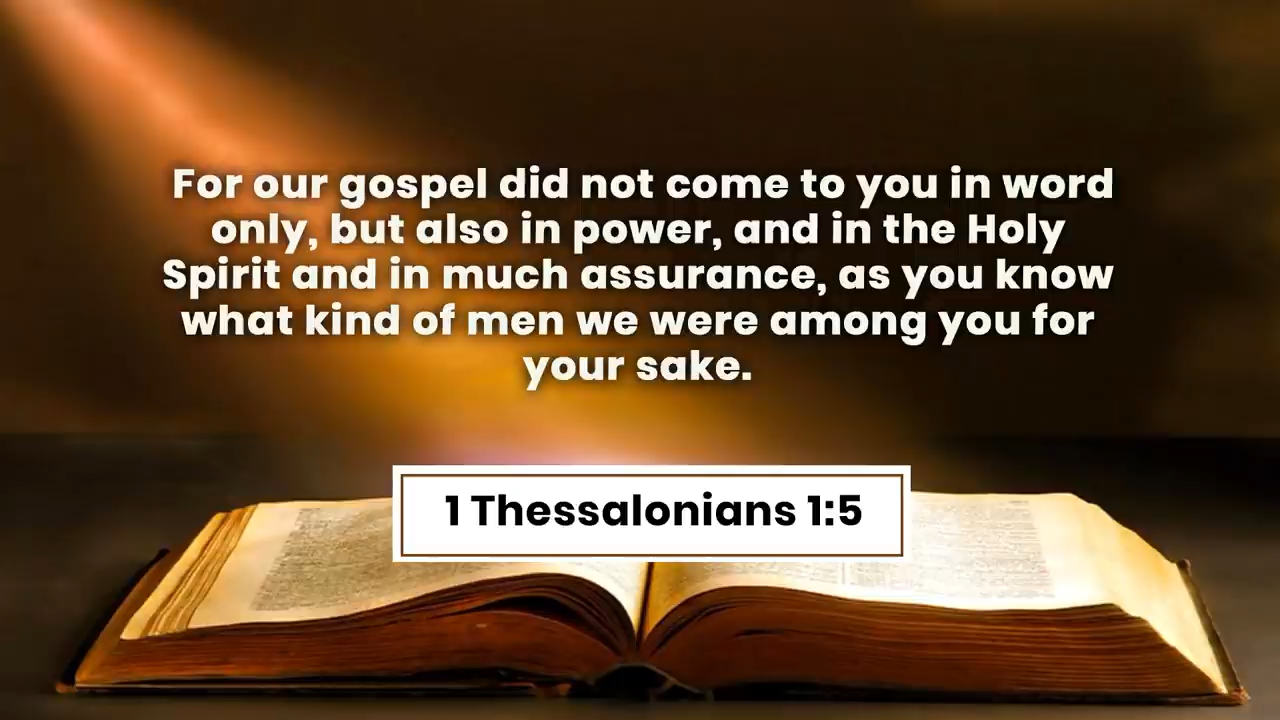 For our gospel did not come to you in word
only, but also in power, and in the Holy
Spirit and in much assurance, as you know
what kind of men we were among you for
your sake.
1 Thessalonians 1:5